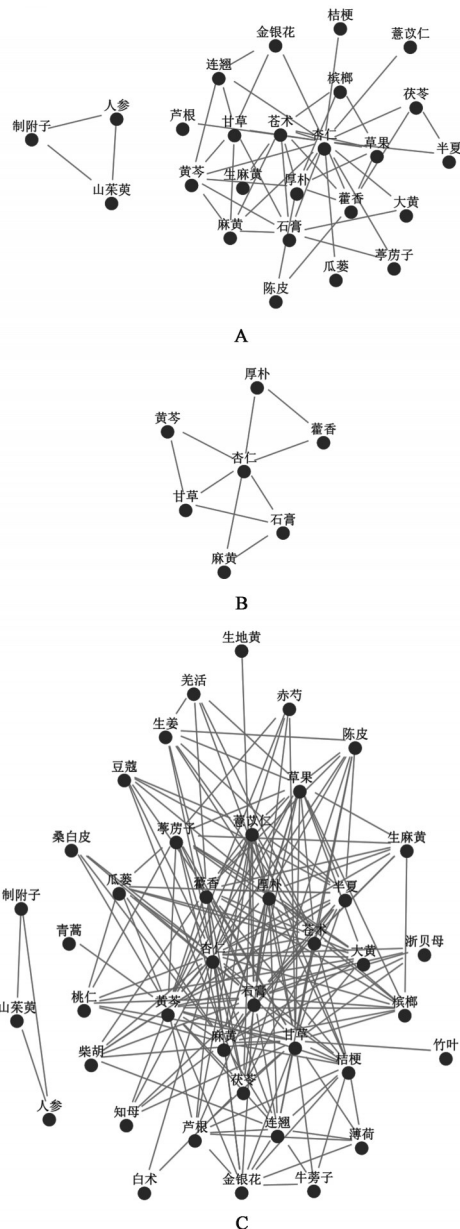 桔梗
金银花
薏苡仁
连翘
槟榔
人参
茯苓
制附子
芦根
甘草
苍术
杏仁
草果
半夏
山茱萸
黄芩
生麻黄
厚朴
藿香
大黄
麻黄
石膏
葶苈子
瓜蒌
陈皮
A
厚朴
黄芩
藿香
杏仁
甘草
石膏
麻黄
B
生地黄
羌活
赤芍
生姜
陈皮
豆蔻
草果
薏苡仁
桑白皮
葶苈子
生麻黄
制附子
瓜蒌
藿香
厚朴
半夏
青蒿
苍术
浙贝母
杏仁
大黄
山茱萸
桃仁
黄芩
石膏
槟榔
柴胡
麻黄
甘草
竹叶
桔梗
茯苓
人参
知母
芦根
连翘
薄荷
白术
金银花
牛蒡子
C